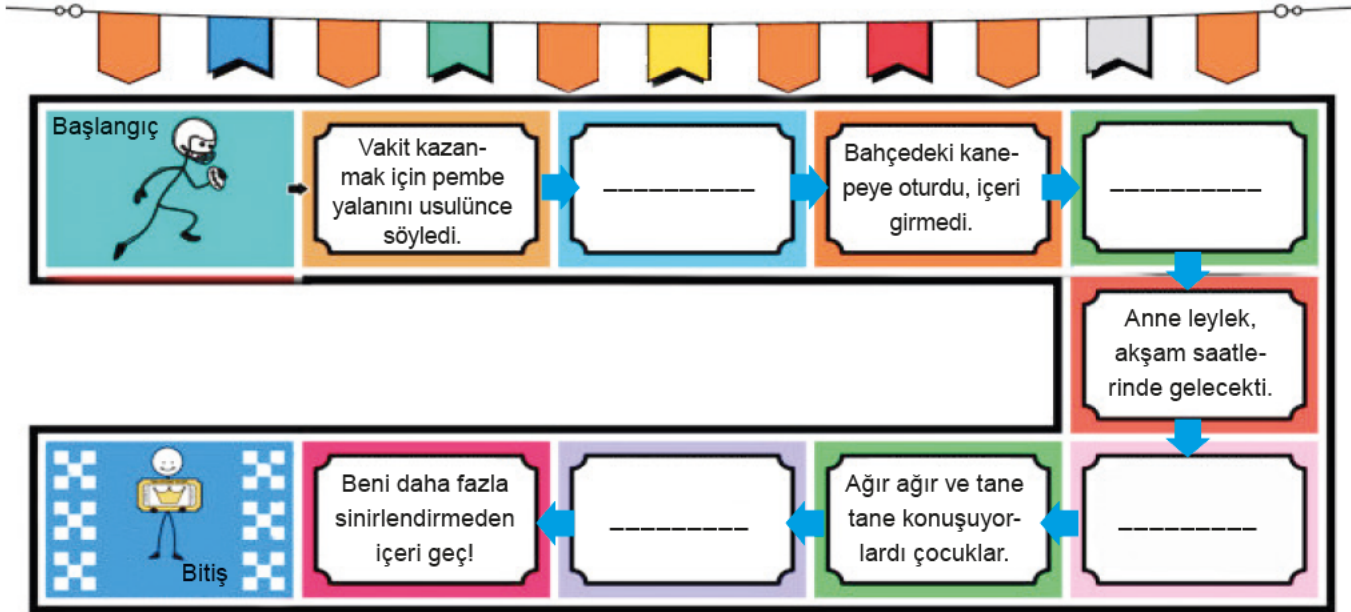 Başlangıç
Vakit kazan-
mak için pembe
yalanını usulünce
söyledi.
__________
Bahçedeki kane-
peye oturdu, içeri
girmedi.
__________
Anne leylek,
akşam saatle-
rinde gelecekti.
_________
Ağır ağır ve tane
tane konuşuyor-
lardı çocuklar.
_________
Beni daha fazla
sinirlendirmeden
içeri geç!
Bitiş